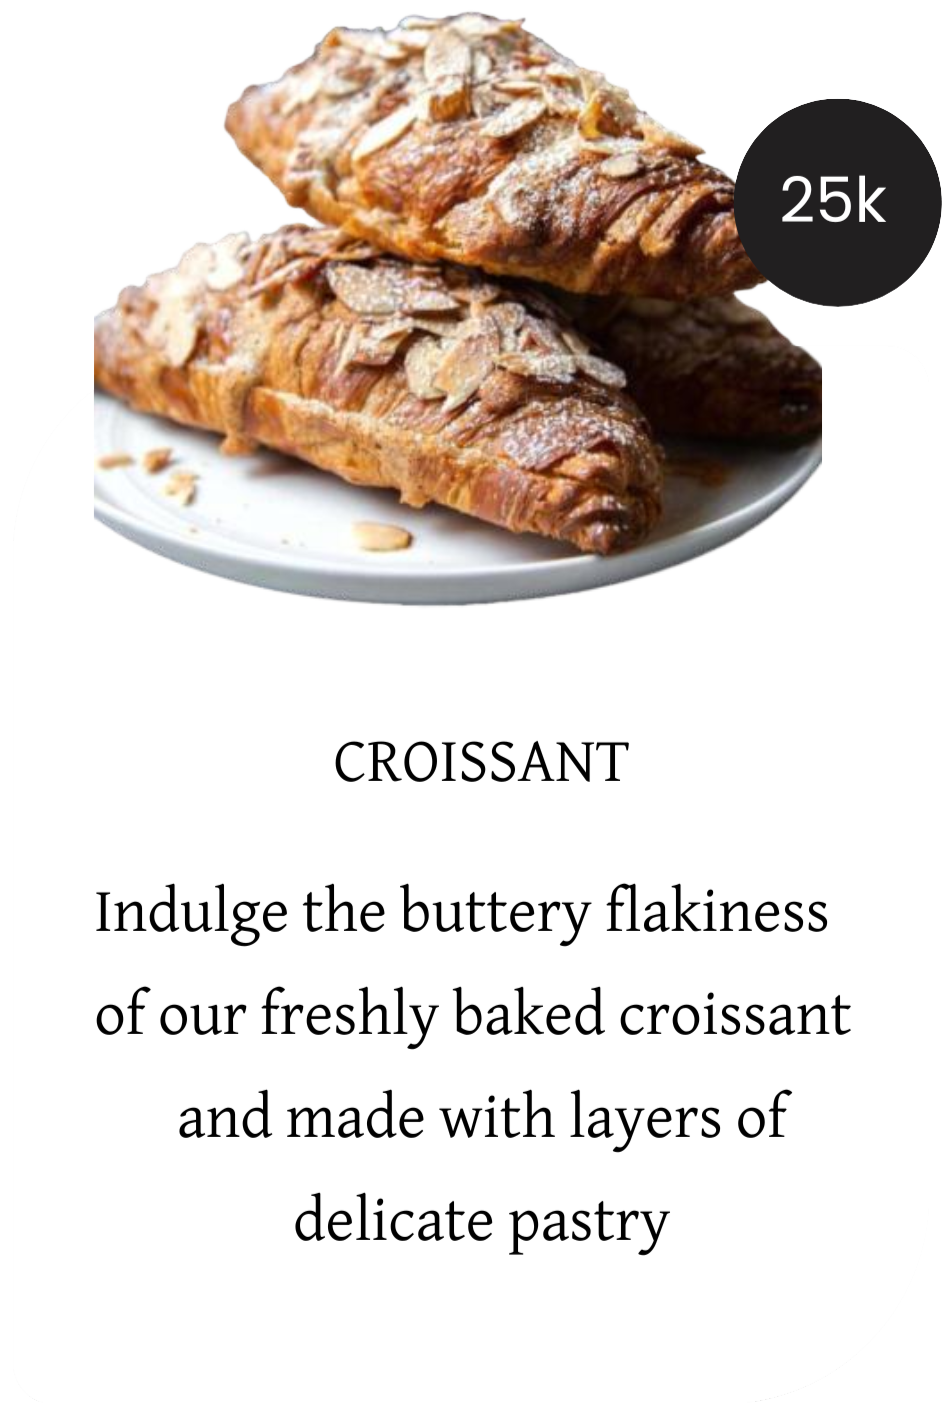 25k
CROISSANT
Indulge the buttery flakiness
of our freshly baked croissant
and made with layers of
delicate pastry